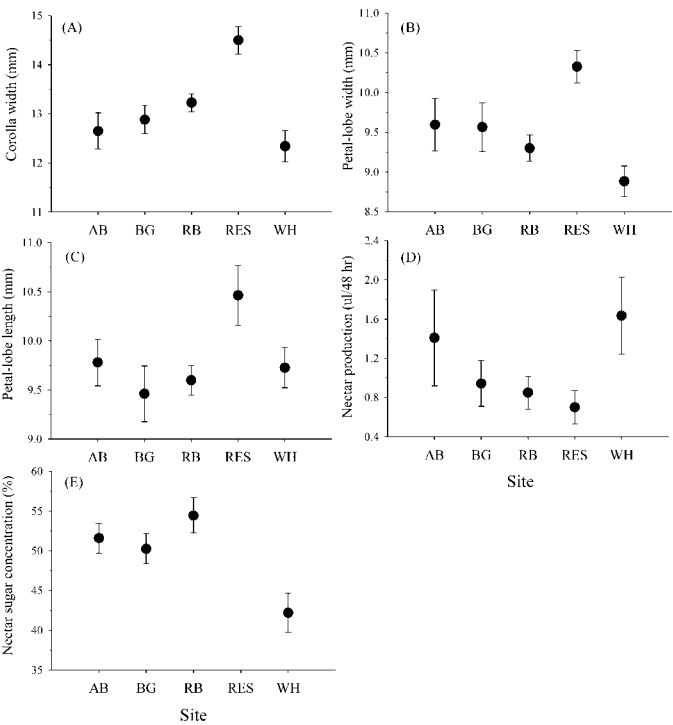 (A)
Corolla width (mm)
15
14
13
12
11
AB BG RB RES WH
(B)
Petal-lobe width (mm)
11.0
10.5
10.0
9.5
9.0
8.5
AB BG RB RES WH
(C)
Petal-lobe length (mm)
11.0
10.5
10.0
9.5
9.0
AB BG RB RES WH
(D)
Nectar production (ul/48 hr)
2.4
2.0
1.6
1.2
0.8
0.4
AB BG RB RES WH
Site
(E)
Nectar sugar concentration (%)
60
55
50
45
40
35
AB BG RB RES WH
Site